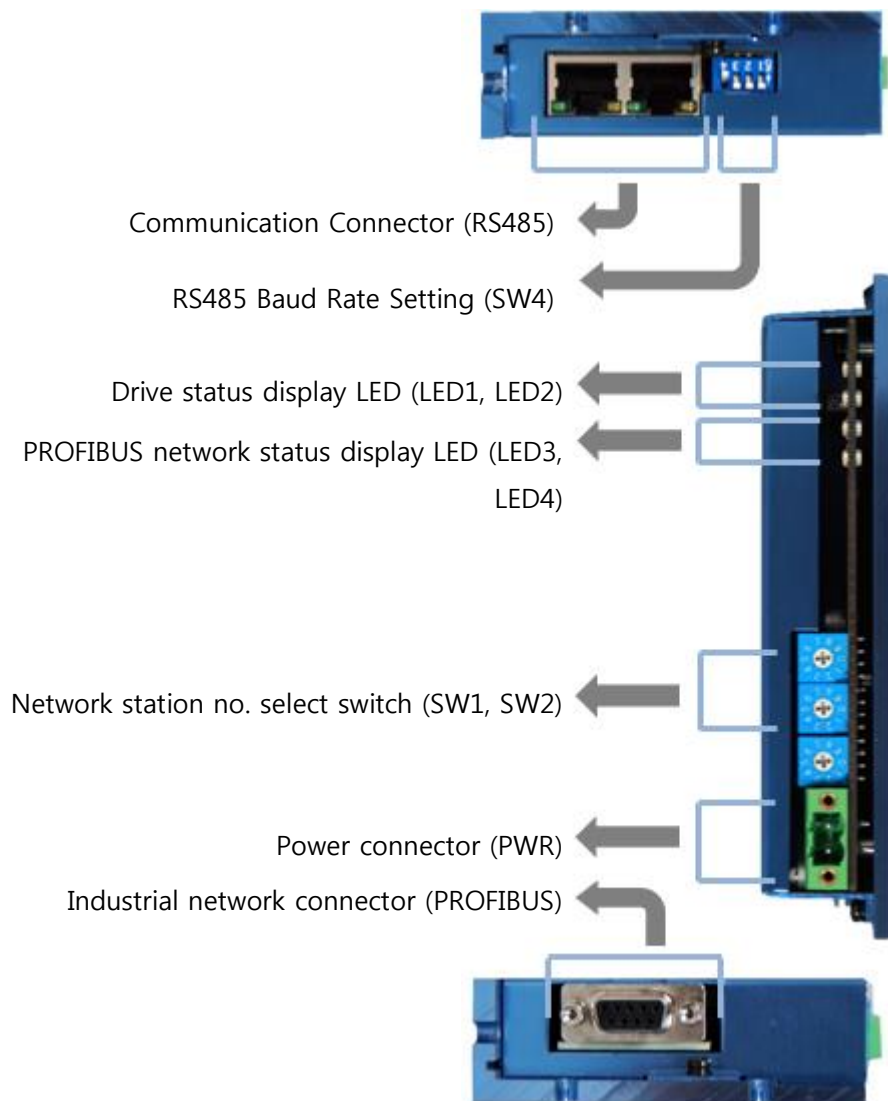 Communication Connector (RS485)
RS485 Baud Rate Setting (SW4)
Drive status display LED (LED1, LED2)
PROFIBUS network status display LED (LED3,
LED4)
Network station no. select switch (SW1, SW2)
Power connector (PWR)
Industrial network connector (PROFIBUS)